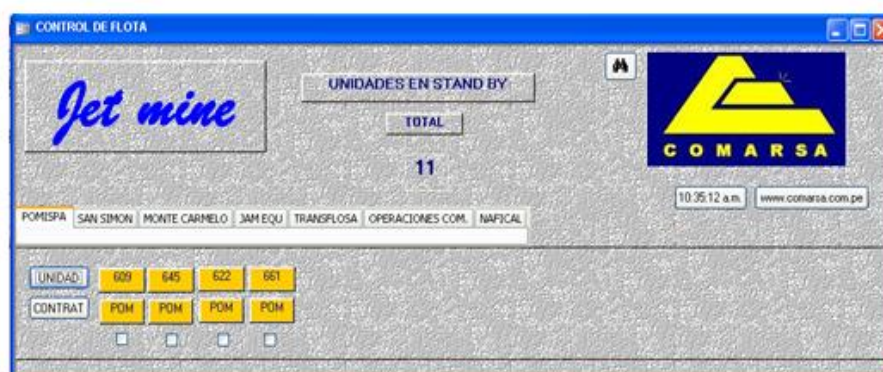 CONTROL DE FLOTA
Jet mine
UNIDADES EN STAND BY
TOTAL
11
COMARSA
10:35:12 a.m. www.comarsa.com.pe
POMISPA SAN SIMON MONTE CARMELO JAM EQU TRANSFLOSA OPERACIONES COM. NAFICAL
UNIDAD 609 645 622 661
CONTRAT POM POM POM POM